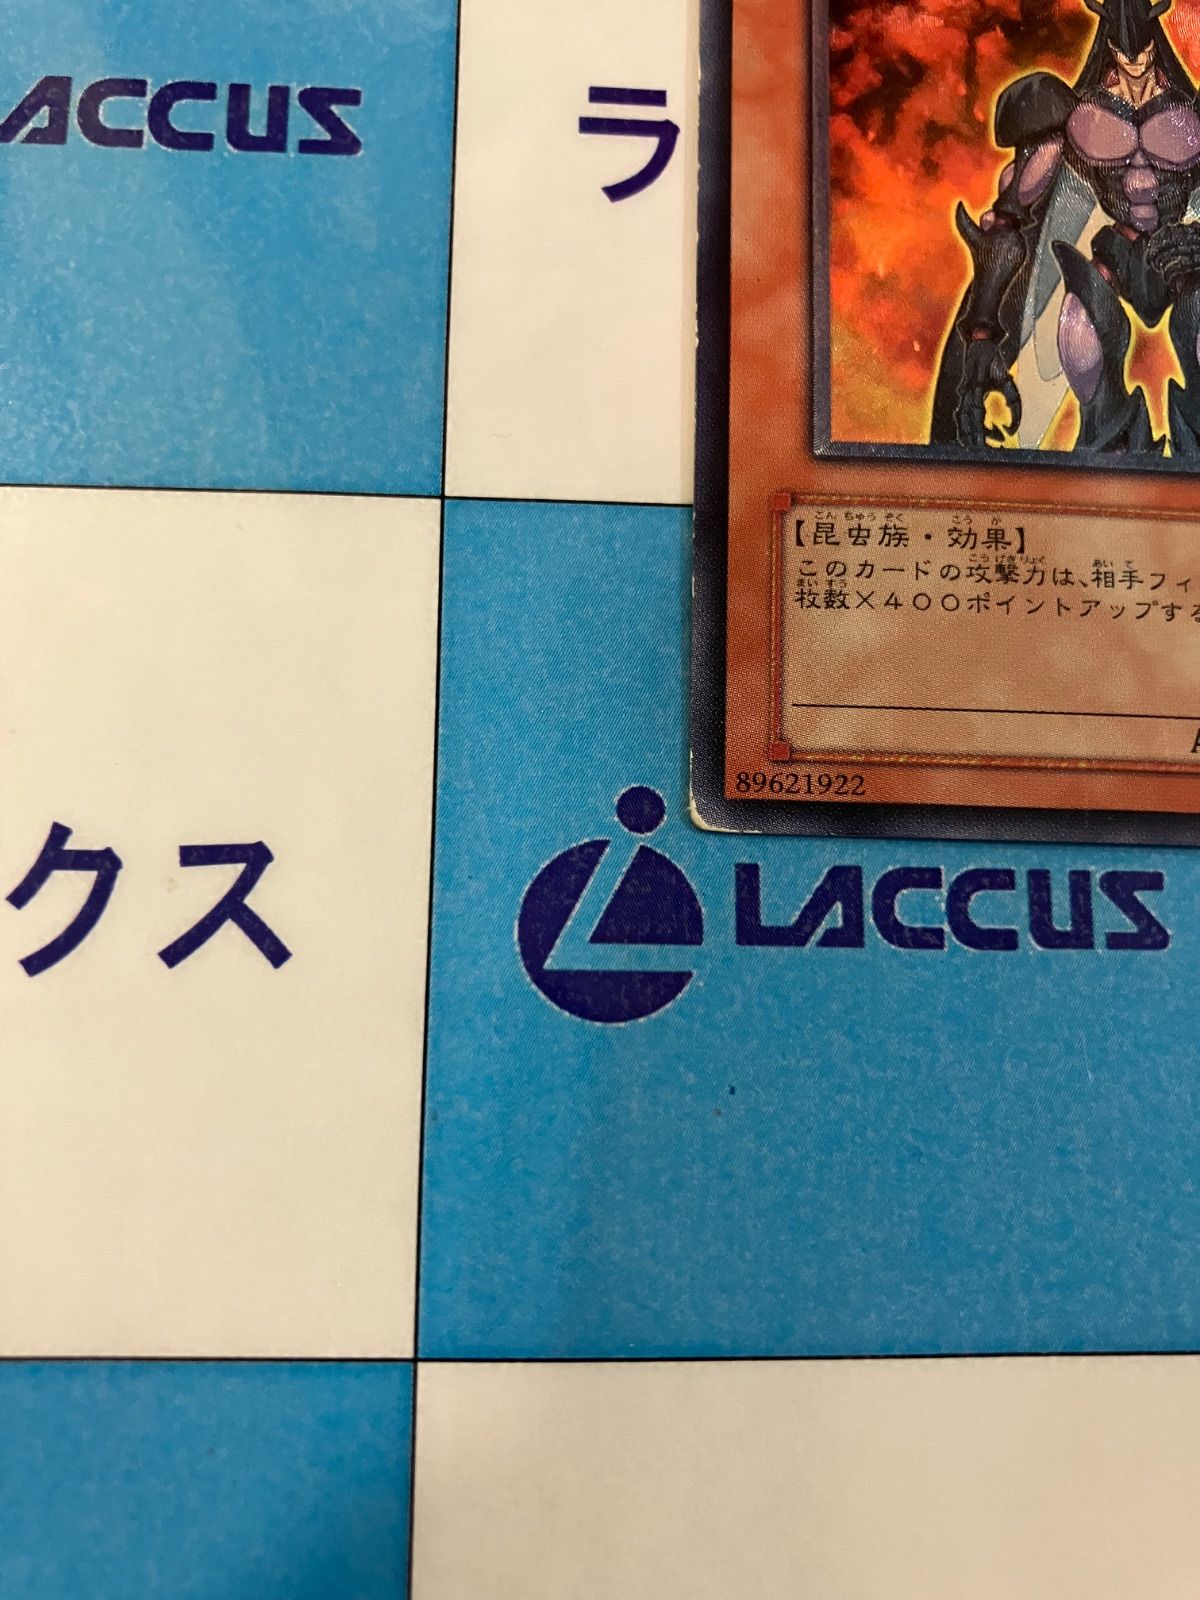 LACCUS
ラ
【昆虫族・効果】
このカードの攻撃力は、相手フィ
枚数×400ポイントアップする
89621922
クス
LACCUS